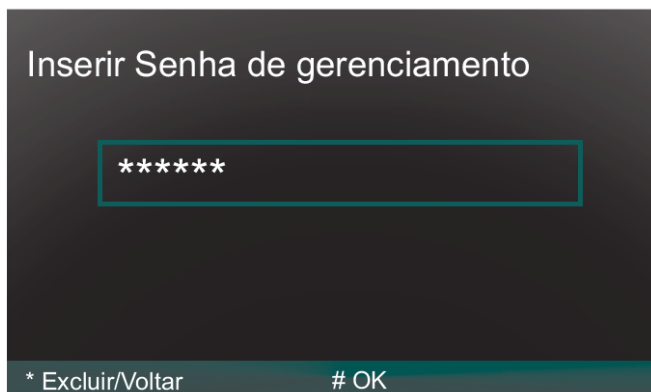 Inserir Senha de gerenciamento
******
* Excluir/Voltar # OK